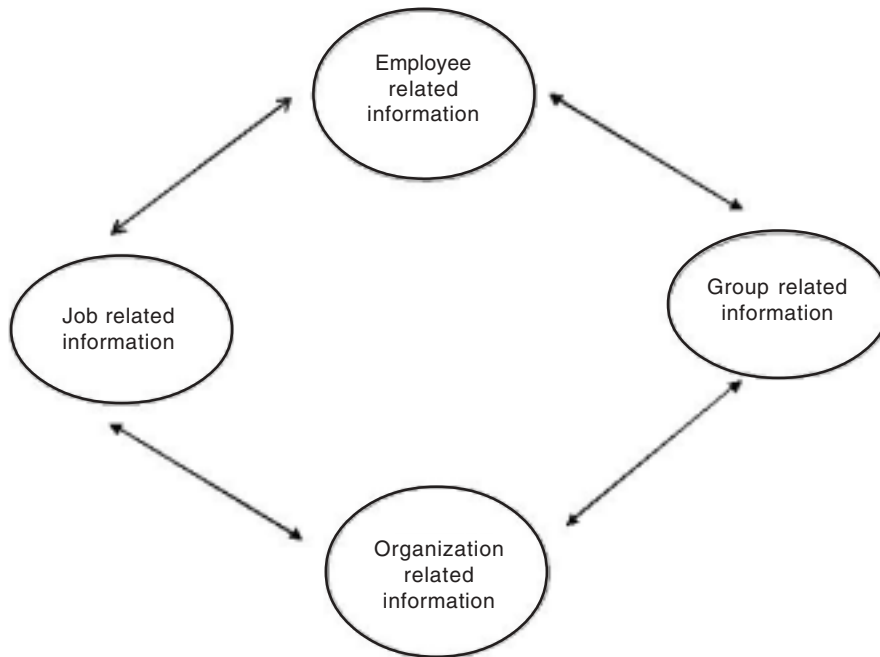 Employee
related
information
Job related
information
Group related
information
Organization
related
information